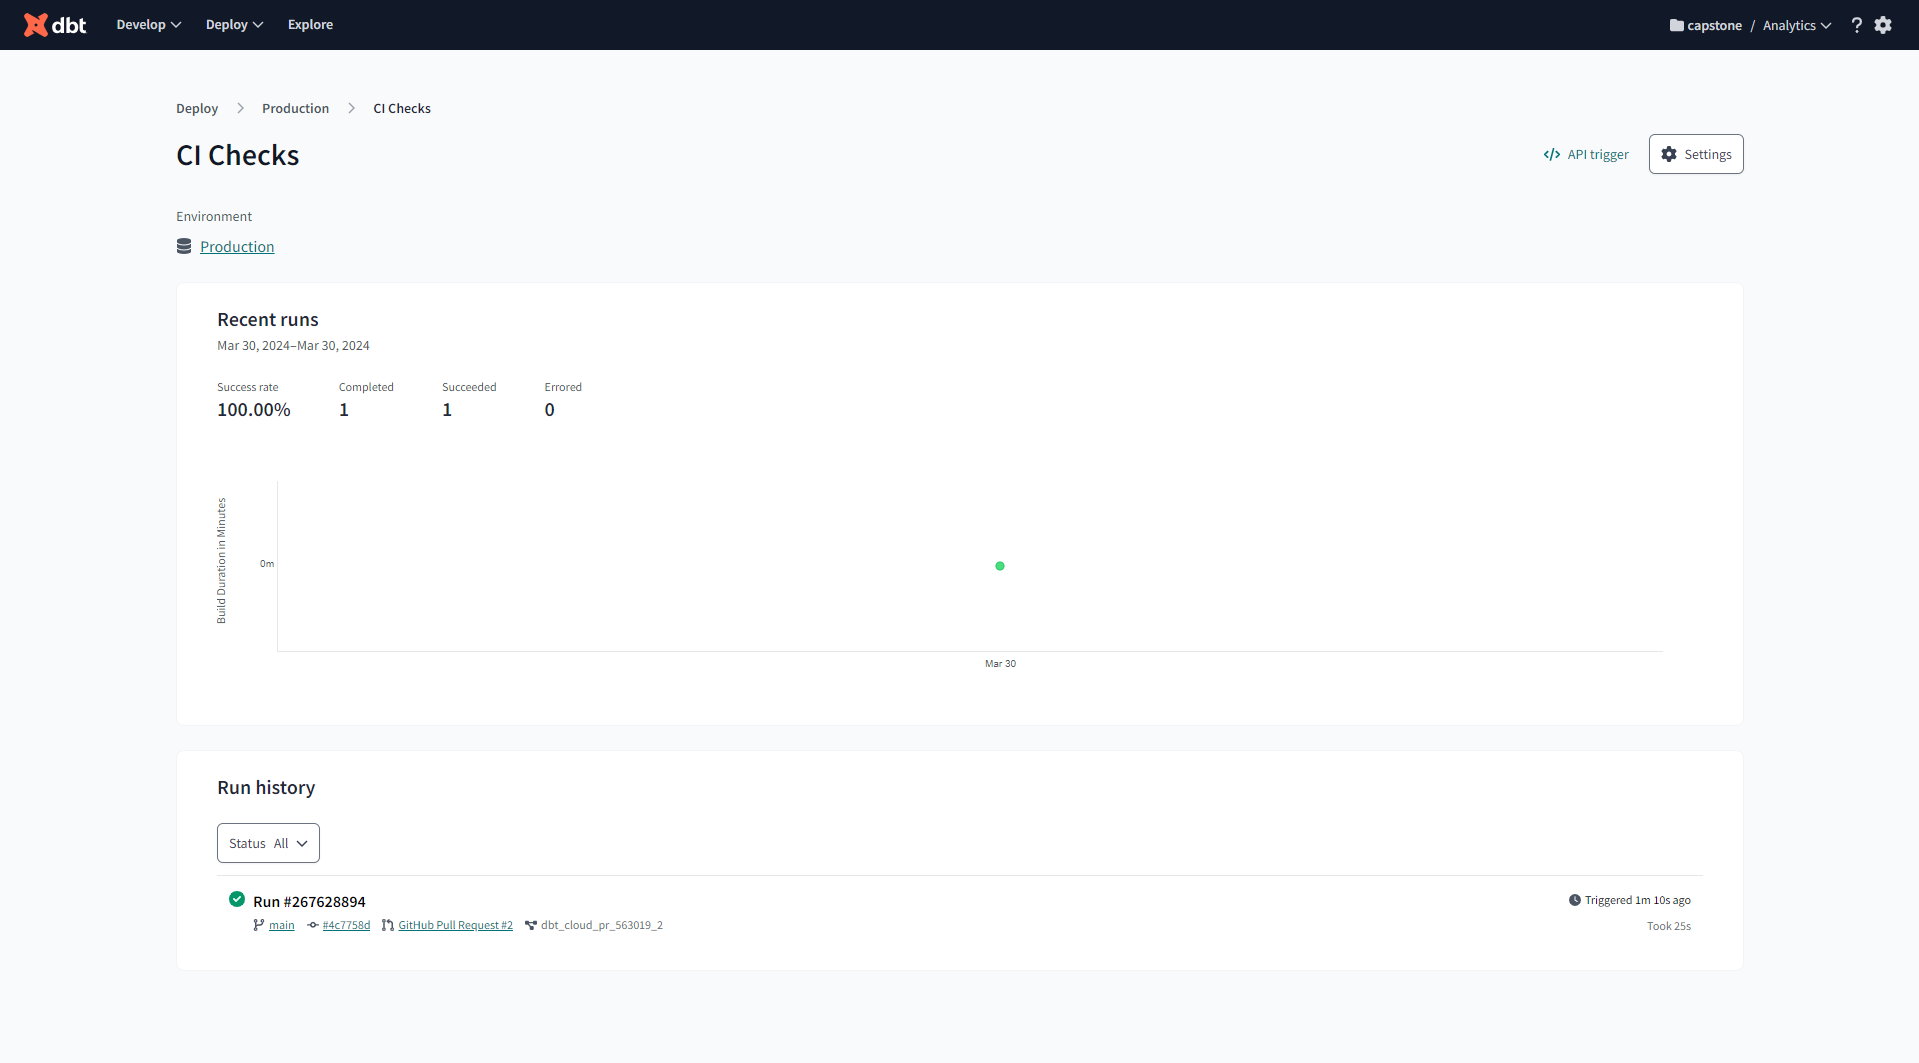 dbt Develop Deploy Explore capstone / Analytics ?
Deploy Production CI Checks
CI Checks
API trigger Settings
Environment
Production
Recent runs
Mar 30, 2024–Mar 30, 2024
Success rate Completed Succeeded Errored
100.00% 1 1 0
Build Duration in Minutes
0m
Mar 30
Run history
Status All
Run #267628894 Triggered 1m 10s ago
main #4c7758d GitHub Pull Request #2 dbt_cloud_pr_563019_2 Took 25s